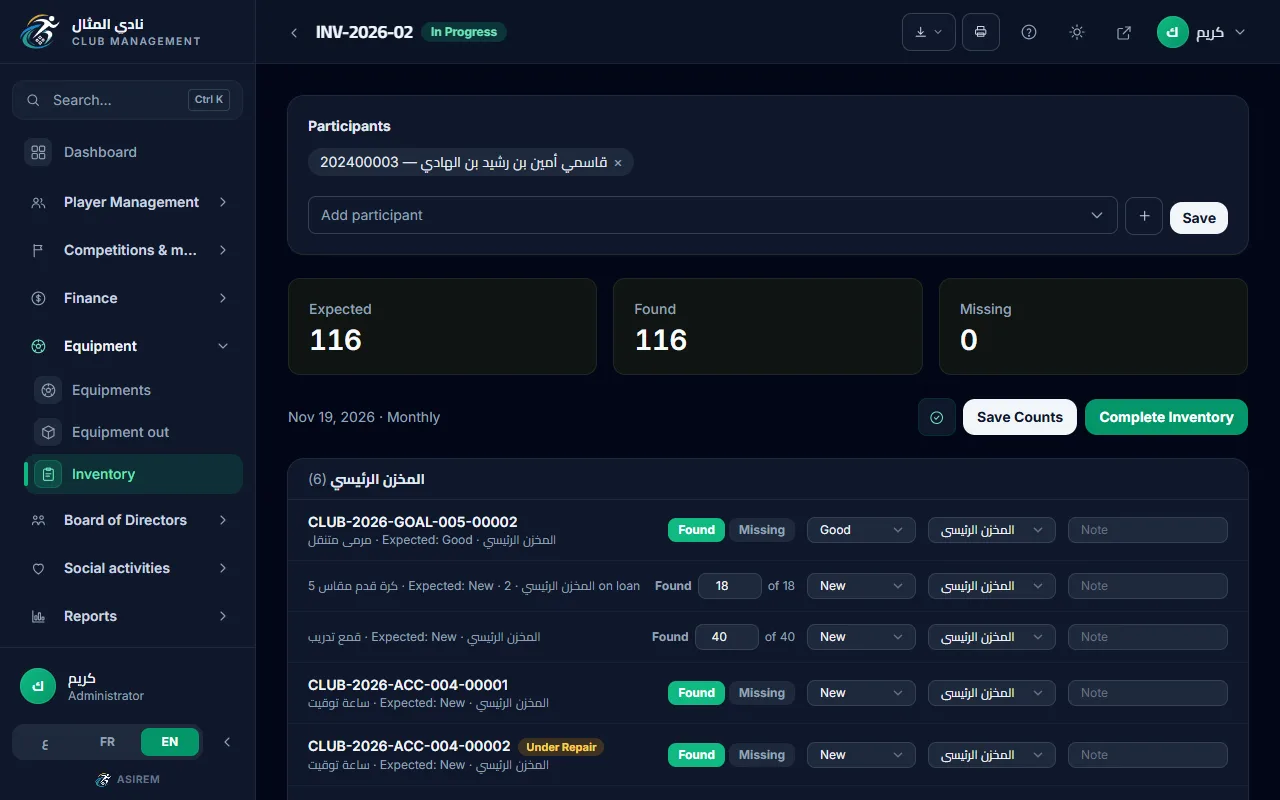 نادي المثال
CLUB MANAGEMENT
Search...
Ctrl K
Dashboard
Player Management
Competitions & m...
Finance
Equipment
Equipments
Equipment out
Inventory
Board of Directors
Social activities
Reports
كريم
Administrator
ع
FR
EN
ASIREM
INV-2026-02
In Progress
ك
كريم
Participants
قاسمي أمين بن رشيد بن الهادي — 202400003 ×
Add participant
+
Save
Expected
116
Found
116
Missing
0
Nov 19, 2026 · Monthly
Save Counts
Complete Inventory
المخزن الرئيسي (6)
CLUB-2026-GOAL-005-00002
مرمى متنقل · Expected: Good · المخزن الرئيسي
Found
Missing
Good
المخزن الرئيسي
Note
كرة قدم مقاس 5 · Expected: New · المخزن الرئيسي · 2 on loan
Found
18
of 18
New
المخزن الرئيسي
Note
قمع تدريب · Expected: New · المخزن الرئيسي
Found
40
of 40
New
المخزن الرئيسي
Note
CLUB-2026-ACC-004-00001
ساعة توقيت · Expected: New · المخزن الرئيسي
Found
Missing
New
المخزن الرئيسي
Note
CLUB-2026-ACC-004-00002
Under Repair
ساعة توقيت · Expected: New · المخزن الرئيسي
Found
Missing
New
المخزن الرئيسي
Note